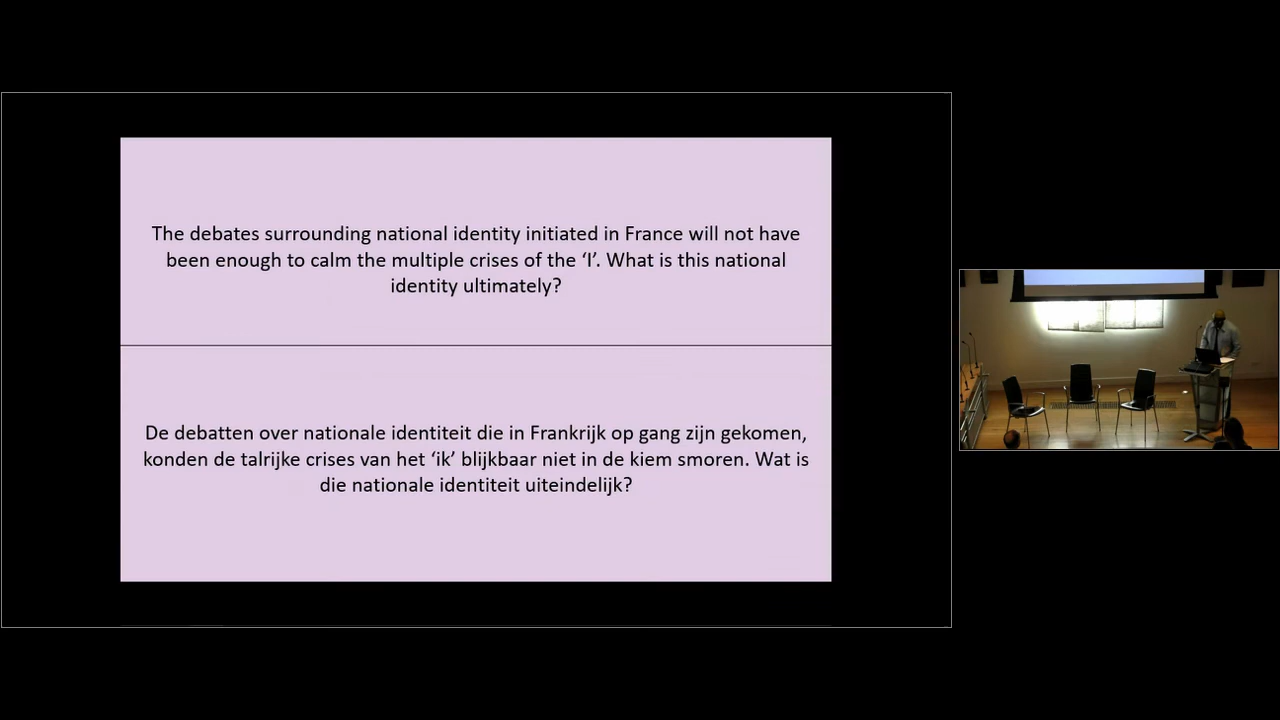 The debates surrounding national identity initiated in France will not have
been enough to calm the multiple crises of the ‘I’. What is this national
identity ultimately?
De debatten over nationale identiteit die in Frankrijk op gang zijn gekomen,
konden de talrijke crises van het ‘ik’ blijkbaar niet in de kiem smoren. Wat is
die nationale identiteit uiteindelijk?